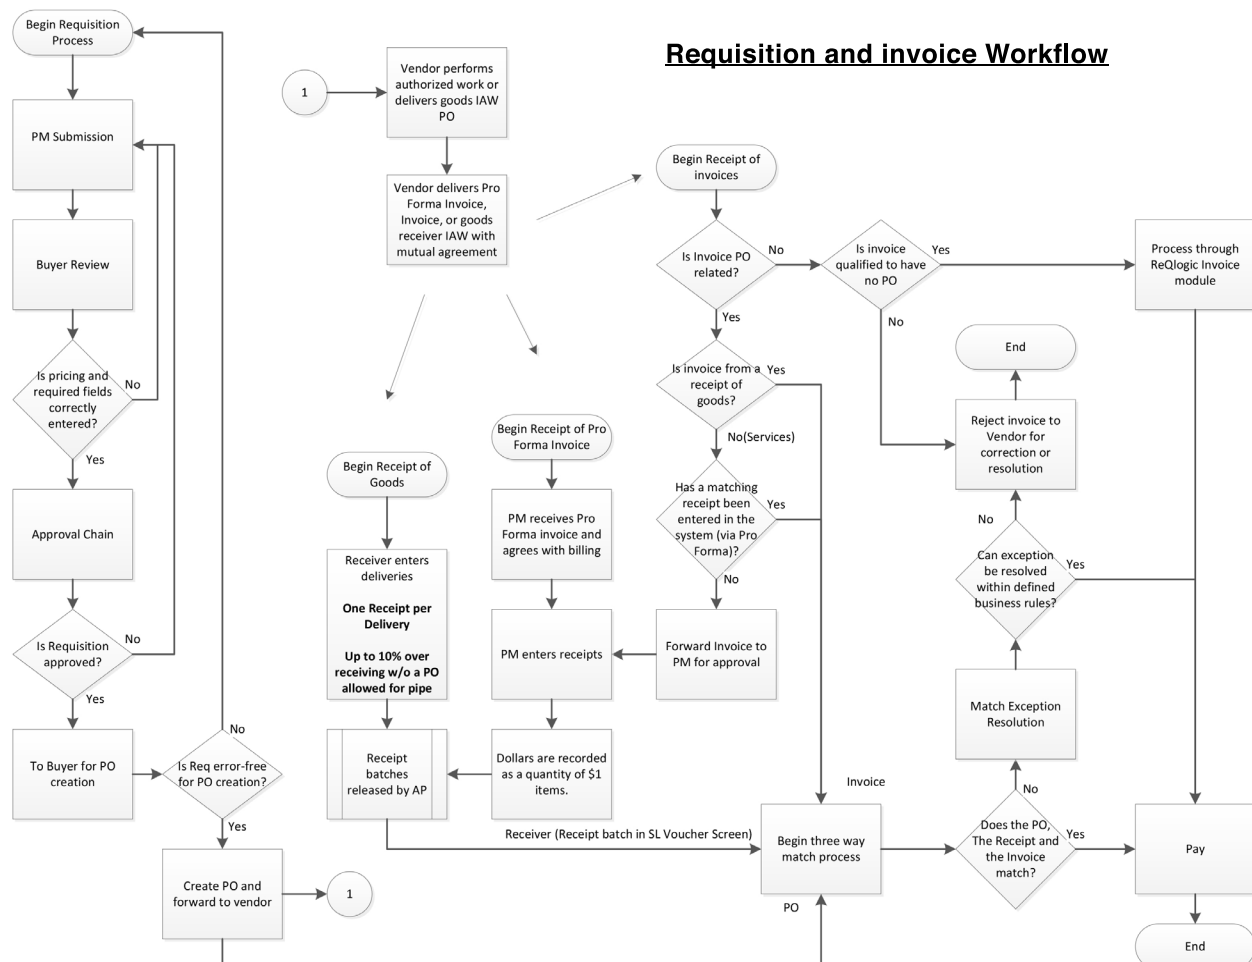 Requisition and invoice Workflow
Begin Requisition
Process
PM Submission
Buyer Review
Is pricing and
required fields
correctly
entered?
No
Yes
Approval Chain
Is Requisition
approved?
No
Yes
To Buyer for PO
creation
Is Req error-free
for PO creation?
No
Yes
Create PO and
forward to vendor
1
1
Vendor performs
authorized work or
delivers goods IAW
PO
Vendor delivers Pro
Forma Invoice,
Invoice, or goods
receiver IAW with
mutual agreement
Begin Receipt of
Goods
Receiver enters
deliveries
One Receipt per
Delivery
Up to 10% over
receiving w/o a PO
allowed for pipe
Receipt
batches
released by AP
Begin Receipt of Pro
Forma Invoice
PM receives Pro
Forma invoice and
agrees with billing
PM enters receipts
Dollars are recorded
as a quantity of $1
items.
Receiver (Receipt batch in SL Voucher Screen)
Begin Receipt of
invoices
Is Invoice PO
related?
No
Yes
Is invoice
qualified to have
no PO
Yes
No
Process through
ReQlogic Invoice
module
Is invoice from a
receipt of
goods?
Yes
No(Services)
Has a matching
receipt been
entered in the
system (via Pro
Forma)?
Yes
No
Forward Invoice to
PM for approval
Invoice
Begin three way
match process
PO
Does the PO,
The Receipt and
the Invoice
match?
Yes
No
Match Exception
Resolution
Can exception
be resolved
within defined
business rules?
Yes
No
Reject invoice to
Vendor for
correction or
resolution
End
Pay
End